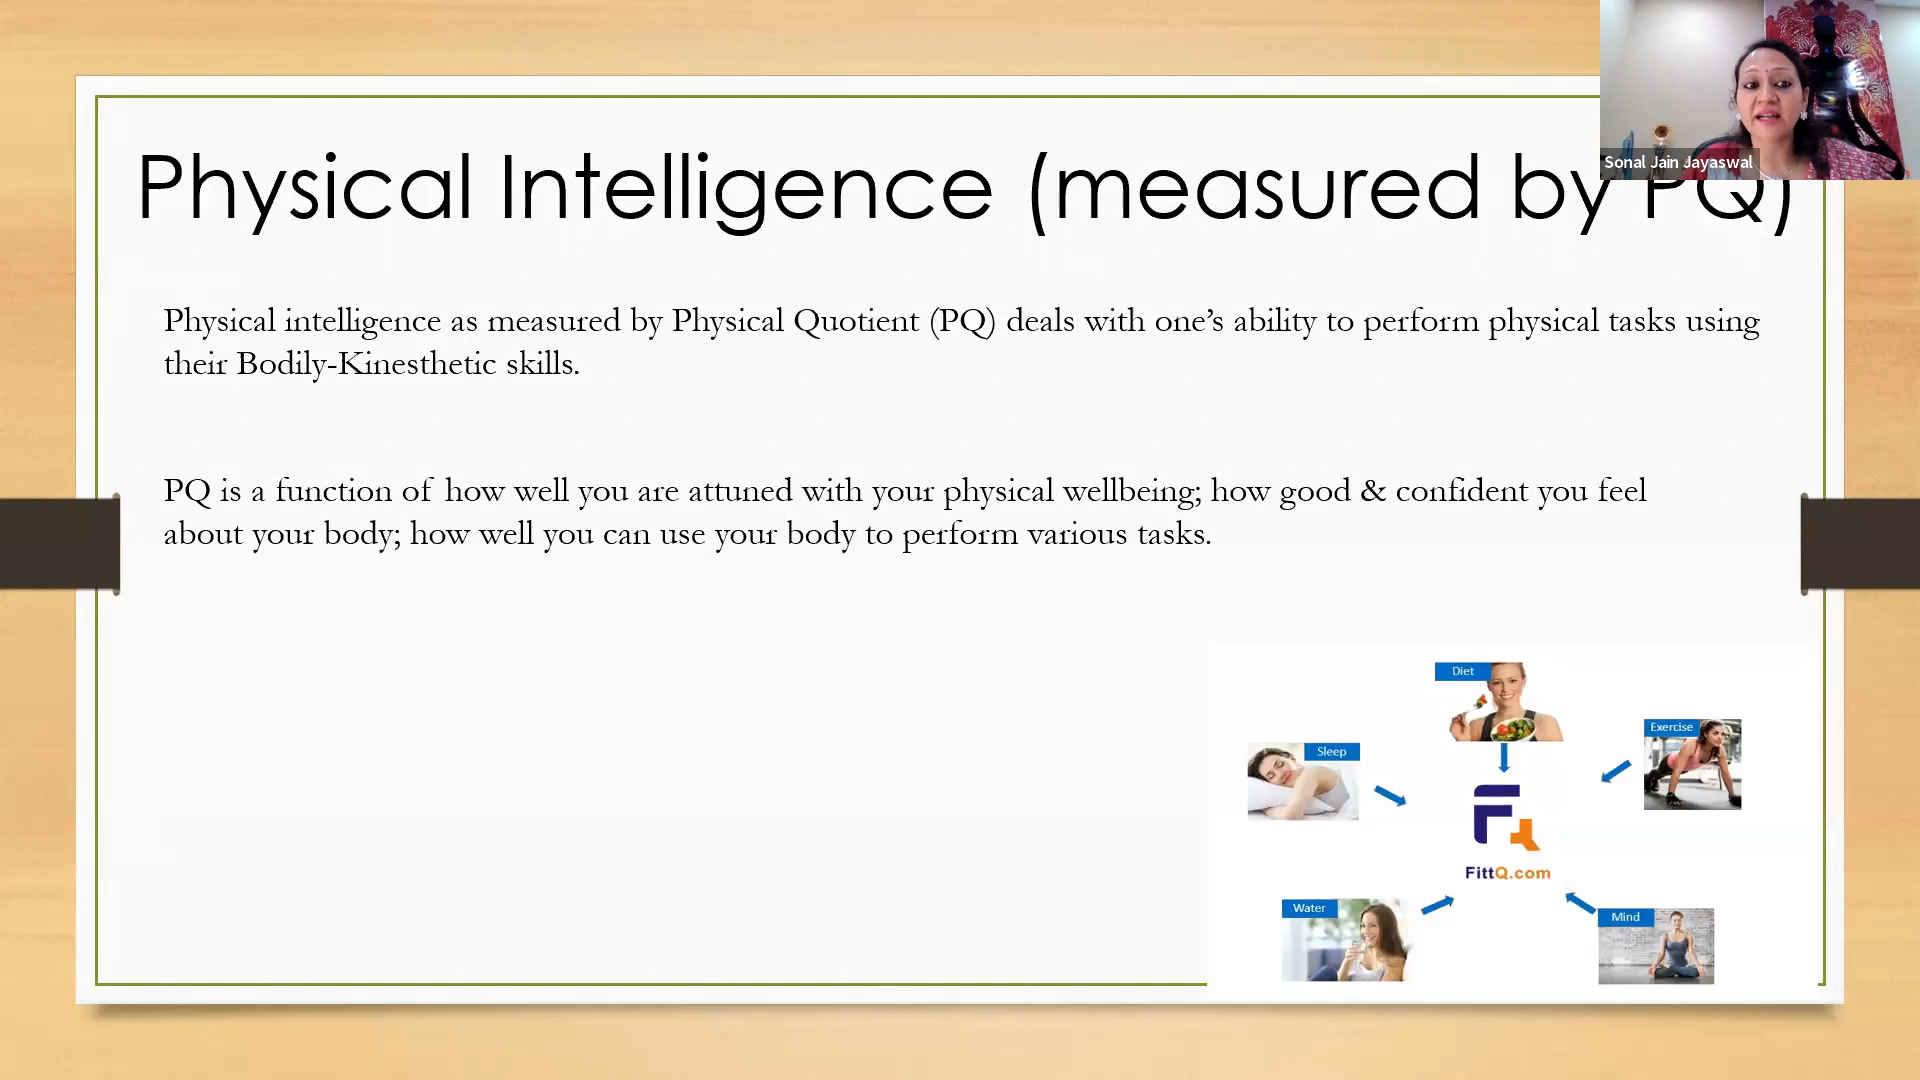 Sonal Jain Jayaswal
Physical Intelligence (measured by PQ)
Physical intelligence as measured by Physical Quotient (PQ) deals with one’s ability to perform physical tasks using
their Bodily-Kinesthetic skills.
PQ is a function of how well you are attuned with your physical wellbeing; how good & confident you feel
about your body; how well you can use your body to perform various tasks.
Diet
Exercise
Sleep
FQ
FittQ.com
Water
Mind